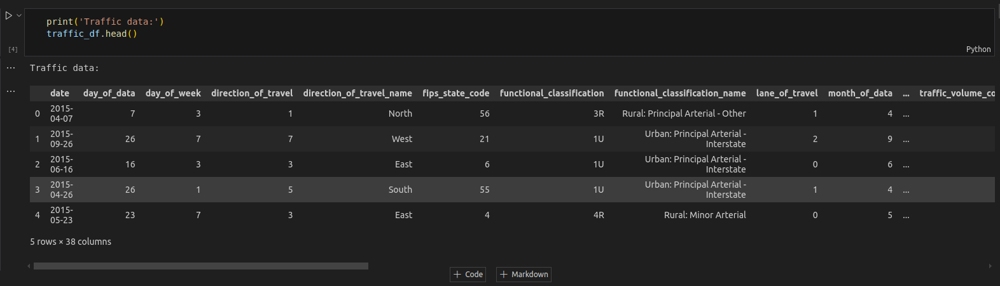 print('Traffic data:')
traffic_df.head()
[4]
Python
Traffic data:
date day_of_data day_of_week direction_of_travel direction_of_travel_name fips_state_code functional_classification functional_classification_name lane_of_travel month_of_data ... traffic_volume_co
0 2015-04-07 7 3 1 North 56 3R Rural: Principal Arterial - Other 1 4 ...
1 2015-09-26 26 7 7 West 21 1U Urban: Principal Arterial - Interstate 2 9 ...
2 2015-06-16 16 3 3 East 6 1U Urban: Principal Arterial - Interstate 0 6 ...
3 2015-04-26 26 1 5 South 55 1U Urban: Principal Arterial - Interstate 1 4 ...
4 2015-05-23 23 7 3 East 4 4R Rural: Minor Arterial 0 5 ...
5 rows × 38 columns
+ Code + Markdown